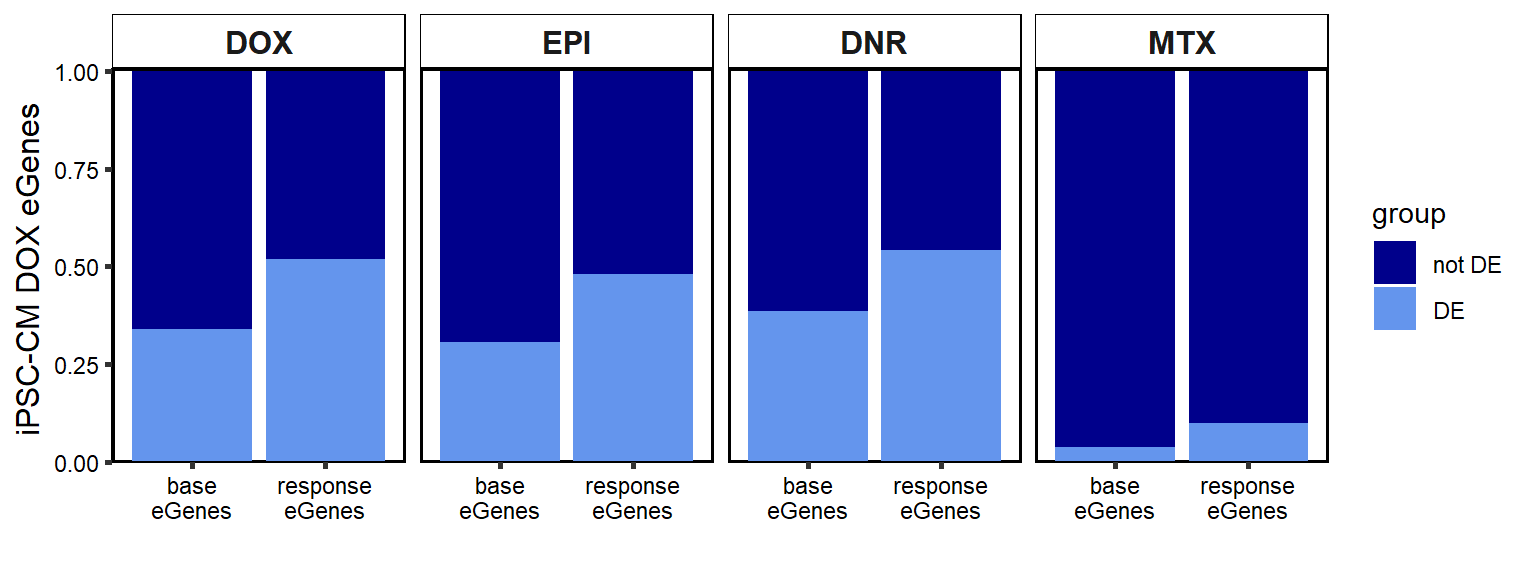 DOX
EPI
DNR
MTX
iPSC-CM DOX eGenes
1.00
0.75
0.50
0.25
0.00
base
eGenes
response
eGenes
base
eGenes
response
eGenes
base
eGenes
response
eGenes
base
eGenes
response
eGenes
group
not DE
DE